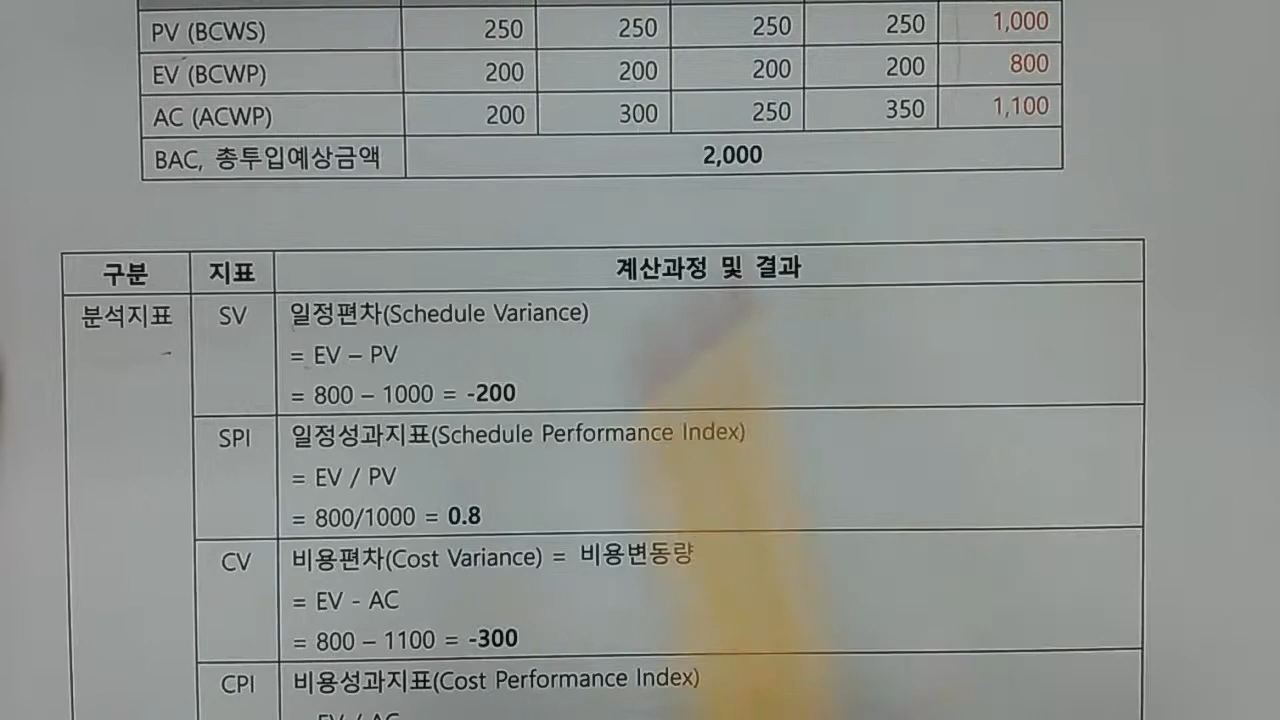 PV (BCWS) 250 250 250 250 1,000
EV (BCWP) 200 200 200 200 800
AC (ACWP) 200 300 250 350 1,100
BAC, 총투입예상금액 2,000
구분 지표 계산과정 및 결과
분석지표 SV 일정편차(Schedule Variance)
= EV – PV
= 800 – 1000 = -200
SPI 일정성과지표(Schedule Performance Index)
= EV / PV
= 800/1000 = 0.8
CV 비용편차(Cost Variance) = 비용변동량
= EV - AC
= 800 – 1100 = -300
CPI 비용성과지표(Cost Performance Index)
= EV / AC